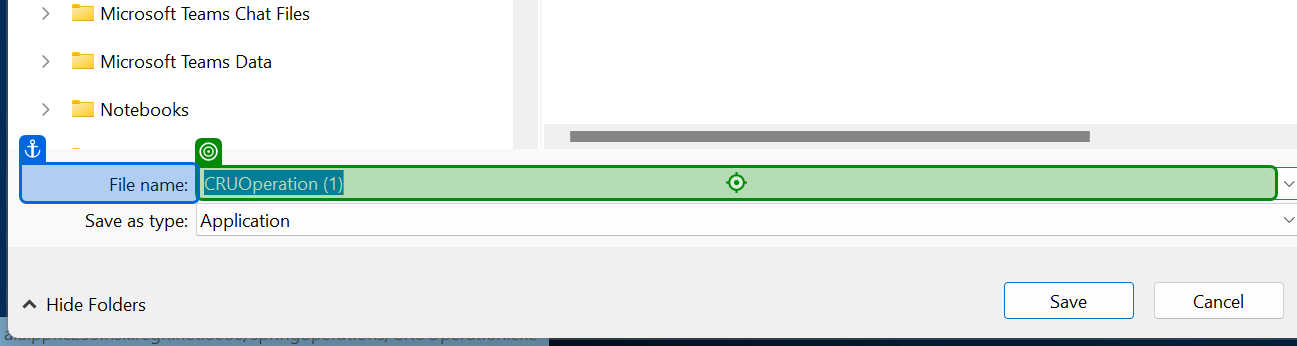 Microsoft Teams Chat Files
Microsoft Teams Data
Notebooks
File name: CRUOperation (1)
Save as type: Application
Hide Folders
Save
Cancel